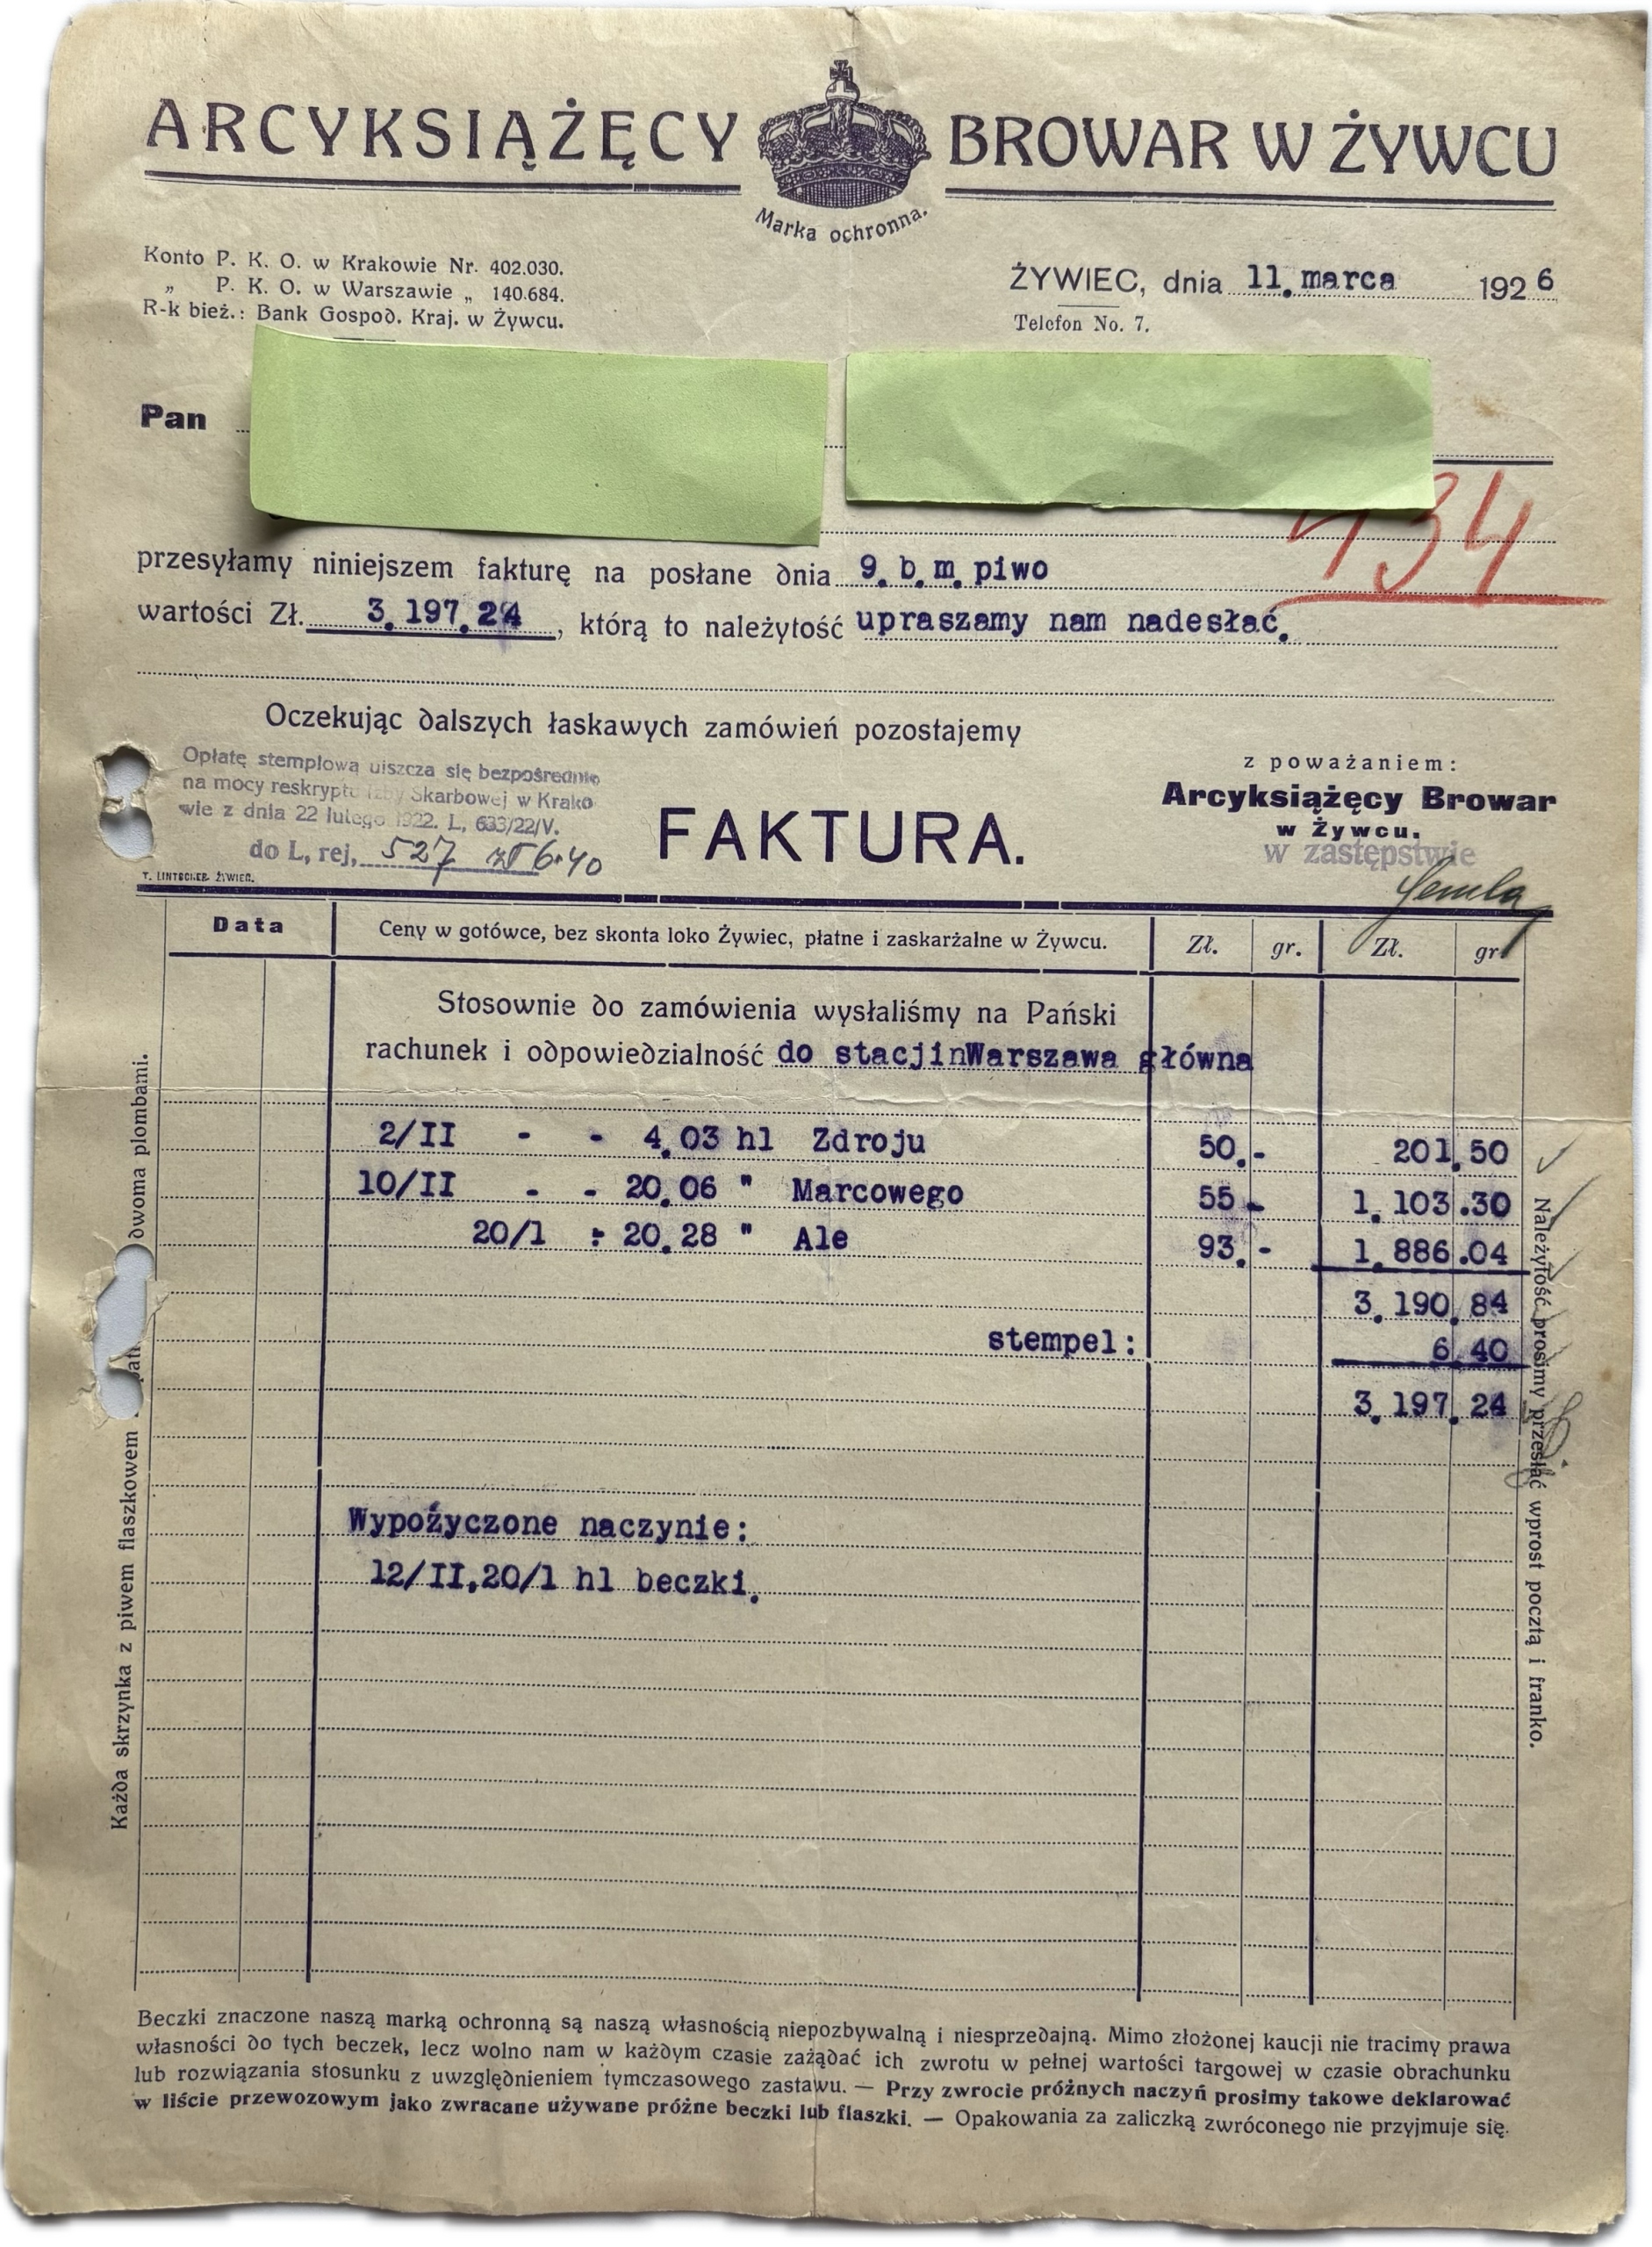 ARCYKSIĄŻĘCY BROWAR W ŻYWCU
Marka ochronna.
Konto P. K. O. w Krakowie Nr. 402.030.
„ P. K. O. w Warszawie „ 140.684.
R-k bież.: Bank Gospod. Kraj. w Żywcu.
ŻYWIEC, dnia 11. marca 1926
Telefon No. 7.
Pan
434
przesyłamy niniejszem fakturę na posłane dnia 9. b. m. piwo
wartości Zł. 3.197.24, którą to należytość upraszamy nam nadesłać.
Oczekując dalszych łaskawych zamówień pozostajemy
Opłatę stemplową uiszcza się bezpośrednio
na mocy reskryptu Izby Skarbowej w Krako
wie z dnia 22 lutego 1922. L, 633/22/V.
do L, rej, 527 zł 6.40
T. LINTSCHER ŻYWIEC.
FAKTURA.
z poważaniem:
Arcyksiążęcy Browar
w Żywcu.
w zastępstwie
Data Ceny w gotówce, bez skonta loko Żywiec, płatne i zaskarżalne w Żywcu. Zł. gr. Zł. gr.
Stosownie do zamówienia wysłaliśmy na Pański
rachunek i odpowiedzialność do stacjinWarszawa główna
2/II - - 4.03 hl Zdroju 50.- 201.50
10/II - - 20.06 " Marcowego 55.- 1.103.30
20/1 : 20.28 " Ale 93.- 1.886.04
3.190.84
stempel: 6.40
3.197.24
Wypożyczone naczynie:
12/II,20/1 hl beczki.
Każda skrzynka z piwem flaszkowem dwoma plombami.
Należytość prosimy przesłać wprost pocztą i franko.
Beczki znaczone naszą marką ochronną są naszą własnością niepozbywalną i niesprzedajną. Mimo złożonej kaucji nie tracimy prawa
własności do tych beczek, lecz wolno nam w każdym czasie zażądać ich zwrotu w pełnej wartości targowej w czasie obrachunku
lub rozwiązania stosunku z uwzględnieniem tymczasowego zastawu. — Przy zwrocie próżnych naczyń prosimy takowe deklarować
w liście przewozowym jako zwracane używane próżne beczki lub flaszki. — Opakowania za zaliczką zwróconego nie przyjmuje się.